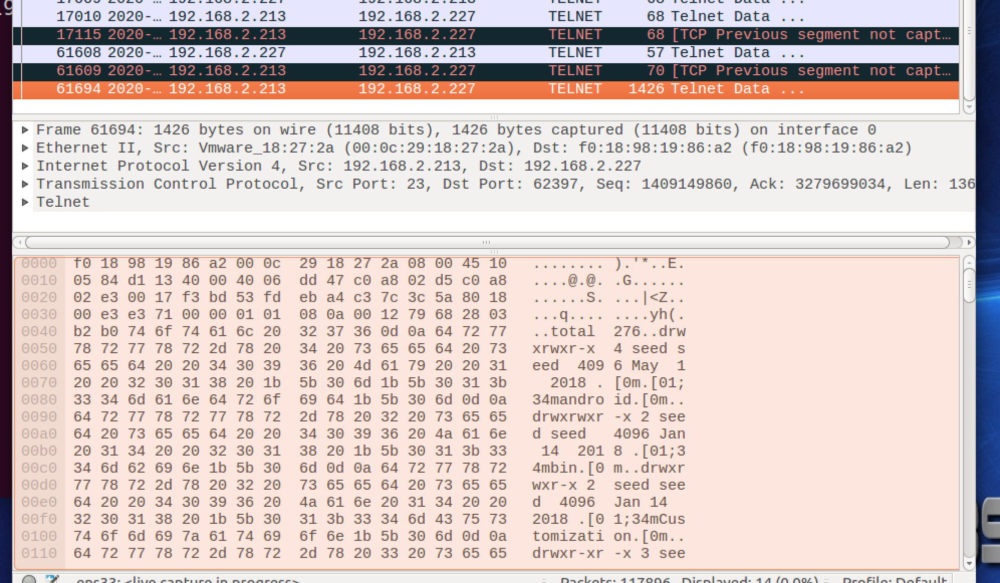 17009 2020-… 192.168.2.227 192.168.2.213 TELNET 68 Telnet Data ...
17010 2020-… 192.168.2.213 192.168.2.227 TELNET 68 Telnet Data ...
17115 2020-… 192.168.2.213 192.168.2.227 TELNET 68 [TCP Previous segment not capt…
61608 2020-… 192.168.2.227 192.168.2.213 TELNET 57 Telnet Data ...
61609 2020-… 192.168.2.213 192.168.2.227 TELNET 70 [TCP Previous segment not capt…
61694 2020-… 192.168.2.213 192.168.2.227 TELNET 1426 Telnet Data ...
Frame 61694: 1426 bytes on wire (11408 bits), 1426 bytes captured (11408 bits) on interface 0
Ethernet II, Src: Vmware_18:27:2a (00:0c:29:18:27:2a), Dst: f0:18:98:19:86:a2 (f0:18:98:19:86:a2)
Internet Protocol Version 4, Src: 192.168.2.213, Dst: 192.168.2.227
Transmission Control Protocol, Src Port: 23, Dst Port: 62397, Seq: 1409149860, Ack: 3279699034, Len: 136
Telnet
0000 f0 18 98 19 86 a2 00 0c 29 18 27 2a 08 00 45 10 ........ ).'*..E.
0010 05 84 d1 13 40 00 40 06 dd 47 c0 a8 02 d5 c0 a8 ....@.@. .G......
0020 02 e3 00 17 f3 bd 53 fd eb a4 c3 7c 3c 5a 80 18 ......S. ...|<Z..
0030 00 e3 e3 71 00 00 01 01 08 0a 00 12 79 68 28 03 ...q.... ....yh(.
0040 b2 b0 74 6f 74 61 6c 20 32 37 36 0d 0a 64 72 77 ..total 276..drw
0050 78 72 77 78 72 2d 78 20 34 20 73 65 65 64 20 73 xrwxr-x 4 seed s
0060 65 65 64 20 20 34 30 39 36 20 4d 61 79 20 20 31 eed 409 6 May 1
0070 20 20 32 30 31 38 20 1b 5b 30 6d 1b 5b 30 31 3b 2018 . [0m.[01;
0080 33 34 6d 61 6e 64 72 6f 69 64 1b 5b 30 6d 0d 0a 34mandro id.[0m..
0090 64 72 77 78 72 77 78 72 2d 78 20 32 20 73 65 65 drwxrwxr -x 2 see
00a0 64 20 73 65 65 64 20 20 34 30 39 36 20 4a 61 6e d seed 4096 Jan
00b0 20 31 34 20 20 32 30 31 38 20 1b 5b 30 31 3b 33 14 201 8 .[01;3
00c0 34 6d 62 69 6e 1b 5b 30 6d 0d 0a 64 72 77 78 72 4mbin.[0 m..drwxr
00d0 77 78 72 2d 78 20 32 20 73 65 65 64 20 73 65 65 wxr-x 2 seed see
00e0 64 20 20 34 30 39 36 20 4a 61 6e 20 31 34 20 20 d 4096 Jan 14
00f0 32 30 31 38 20 1b 5b 30 31 3b 33 34 6d 43 75 73 2018 .[0 1;34mCus
0100 74 6f 6d 69 7a 61 74 69 6f 6e 1b 5b 30 6d 0d 0a tomizati on.[0m..
0110 64 72 77 78 72 2d 78 72 2d 78 20 33 20 73 65 65 drwxr-xr -x 3 see
ens33: <live capture in progress> Packets: 117896 Displayed: 14 (0.0%) Profile: Default